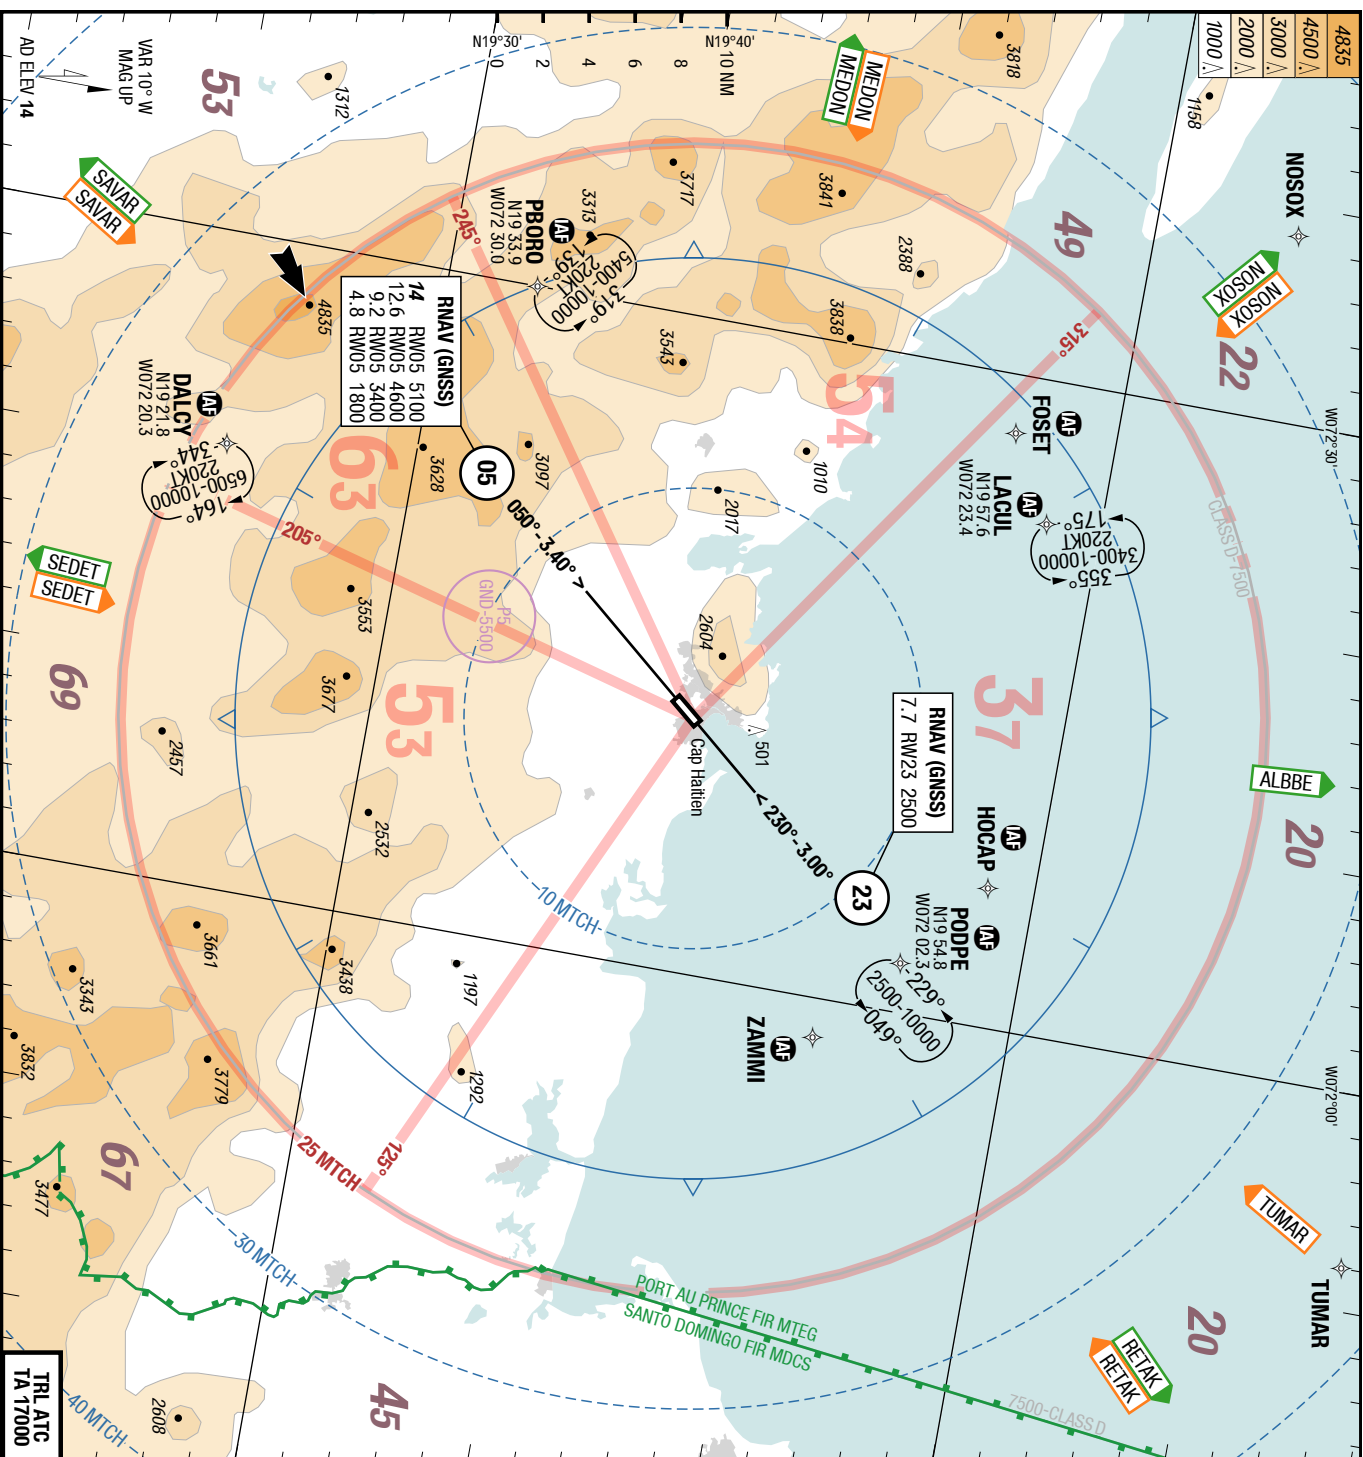 4835
4500
3000
2000
1000
3818
1158
NOSOX
N19°30'
N19°40'
0
2
4
6
8
10 NM
MEDON
MEDON
NOSOX
NOSOX
VAR 10° W
MAG UP
AD ELEV 14
53
1312
SAVAR
SAVAR
3717
3841
2388
49
22
W072°30'
245°
IAF
PBORO
N19 33.9
W072 30.0
3313
139°
220KT
5400-10000
319°
3838
3543
315°
4835
RNAV (GNSS)
14 RW05 5100
12.6 RW05 4600
9.2 RW05 3400
4.8 RW05 1800
IAF
DALCY
N19 21.8
W072 20.3
344°
220KT
6500-10000
164°
63
3628
05
3097
54
1010
2017
IAF
FOSET
IAF
LACUL
N19 57.6
W072 23.4
175°
220KT
3400-10000
355°
CLASS D-7500
050°-3.40° >
205°
SEDET
SEDET
3553
P5
GND-5500
2604
69
3677
53
2457
2532
Cap Haitien
501
37
RNAV (GNSS)
7.7 RW23 2500
< 230°-3.00°
23
ALBBE
20
IAF
HOCAP
IAF
PODPE
N19 54.8
W072 02.3
229°
2500-10000
049°
IAF
ZAMMI
10 MTCH
3661
3343
3438
1197
3832
3779
1292
W072°00'
67
3477
25 MTCH
125°
30 MTCH
TUMAR
TUMAR
20
PORT AU PRINCE FIR MTEG
SANTO DOMINGO FIR MDCS
RETAK
RETAK
7500-CLASS D
45
2608
40 MTCH
TRL ATC
TA 17000